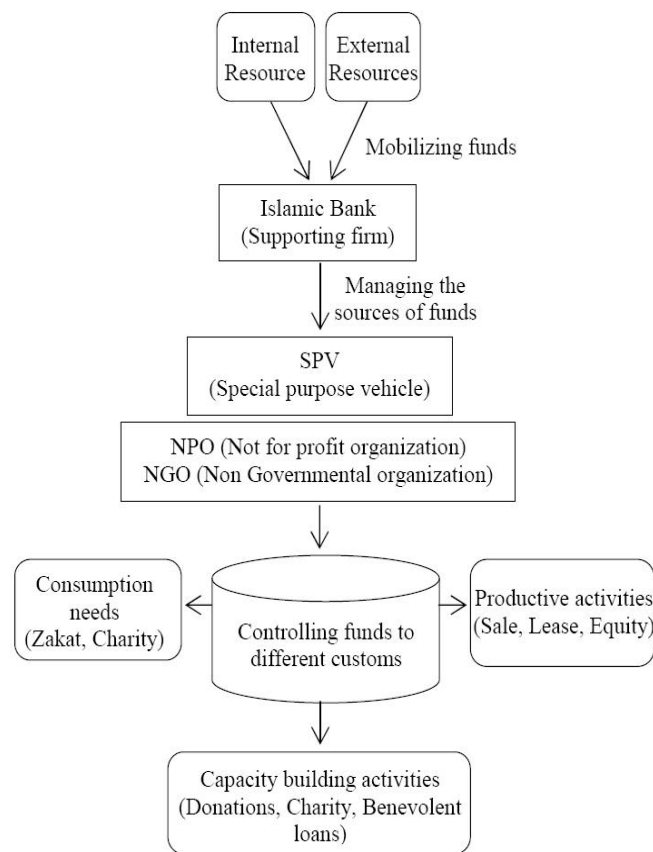 Internal
Resource
External
Resources
Mobilizing funds
Islamic Bank
(Supporting firm)
Managing the
sources of funds
SPV
(Special purpose vehicle)
NPO (Not for profit organization)
NGO (Non Governmental organization)
Consumption
needs
(Zakat, Charity)
Controlling funds to
different customs
Productive activities
(Sale, Lease, Equity)
Capacity building activities
(Donations, Charity, Benevolent
loans)